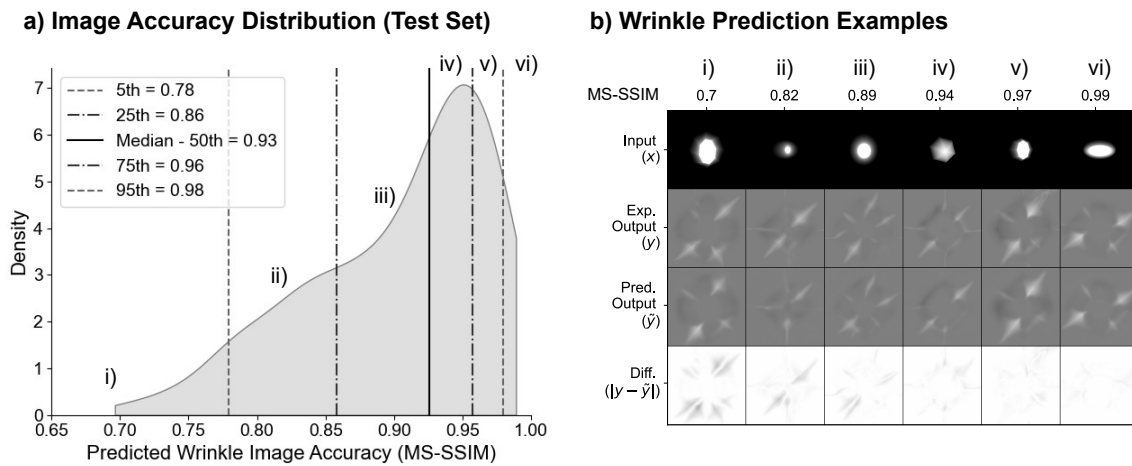 a) Image Accuracy Distribution (Test Set)
iv) v) vi)
7
6
5
4
3
2
1
0
Density
5th = 0.78
25th = 0.86
Median - 50th = 0.93
75th = 0.96
95th = 0.98
iii)
ii)
i)
0.65 0.70 0.75 0.80 0.85 0.90 0.95 1.00
Predicted Wrinkle Image Accuracy (MS-SSIM)
b) Wrinkle Prediction Examples
i) ii) iii) iv) v) vi)
MS-SSIM 0.7 0.82 0.89 0.94 0.97 0.99
Input
(x)
Exp.
Output
(y)
Pred.
Output
(ỹ)
Diff.
(|y − ỹ|)